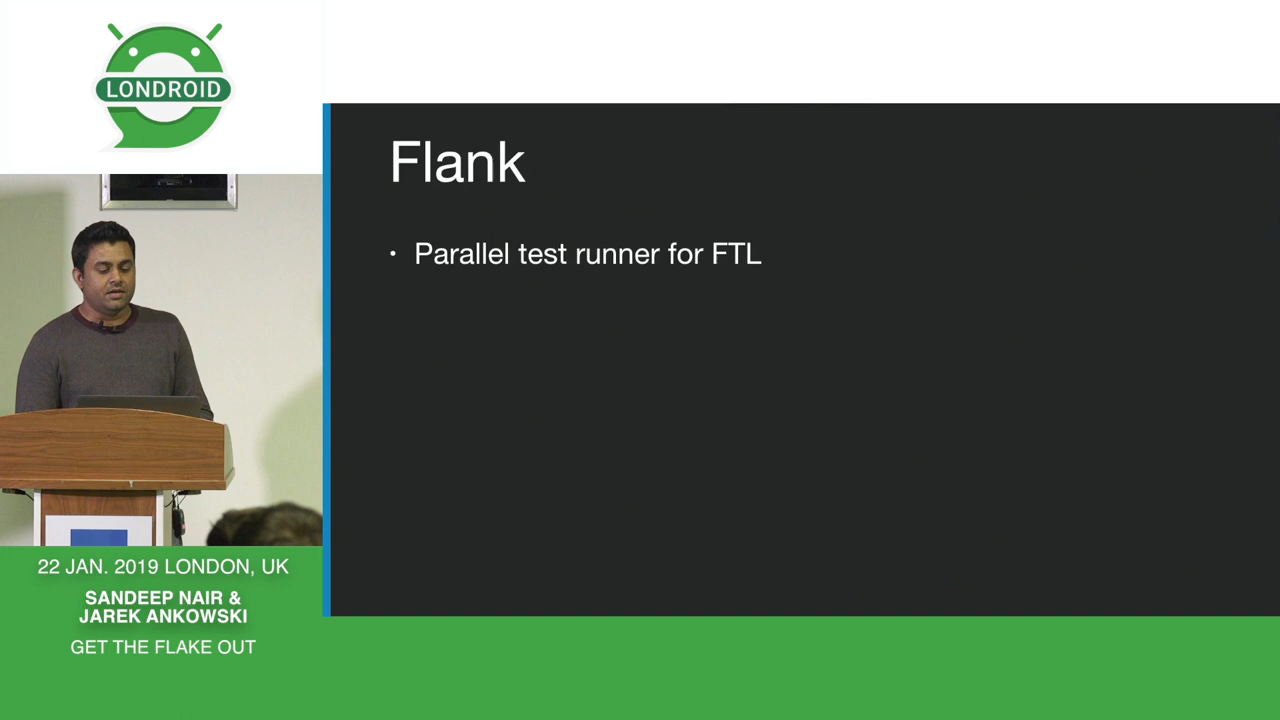 LONDROID
Flank
• Parallel test runner for FTL
22 JAN. 2019 LONDON, UK
SANDEEP NAIR &
JAREK ANKOWSKI
GET THE FLAKE OUT